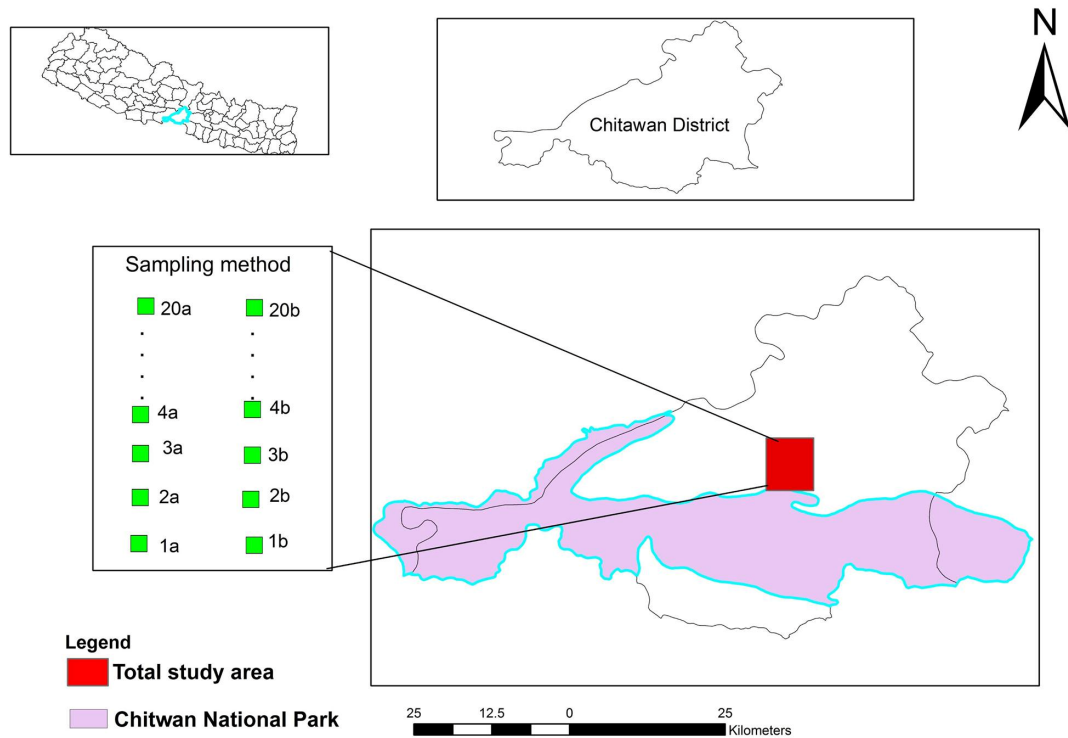 N
Chitawan District
Sampling method
20a 20b
4a 4b
3a 3b
2a 2b
1a 1b
Legend
Total study area
Chitwan National Park
25 12.5 0 25
Kilometers